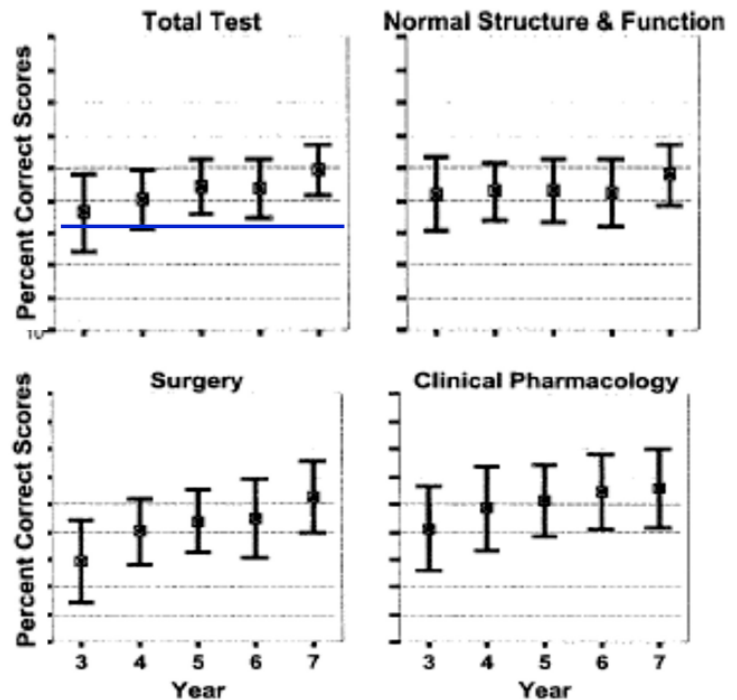 Total Test
Normal Structure & Function
Percent Correct Scores
10
Surgery
Clinical Pharmacology
Percent Correct Scores
3 4 5 6 7
3 4 5 6 7
Year
Year